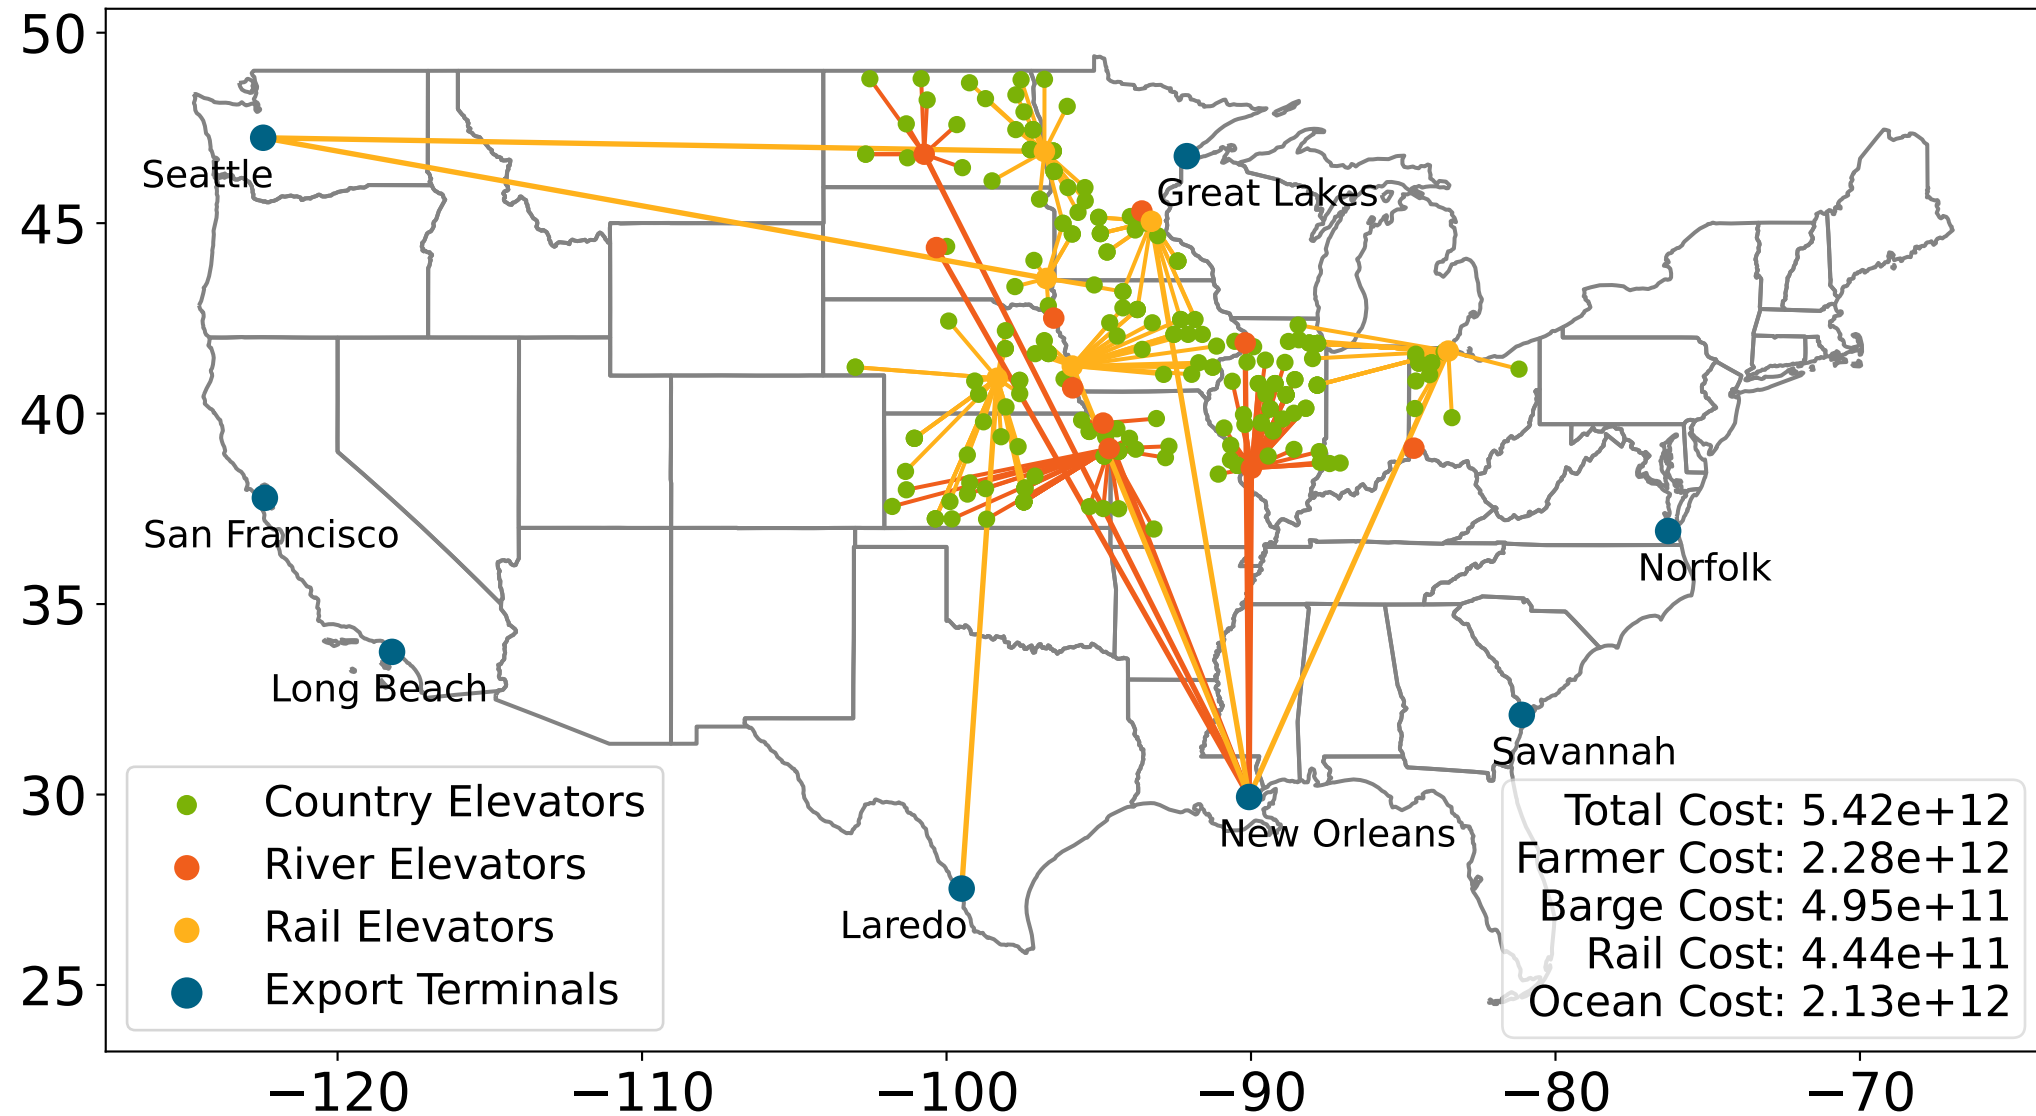 50
45
40
35
30
25
−120
−110
−100
−90
−80
−70
Seattle
Great Lakes
San Francisco
Norfolk
Long Beach
Savannah
New Orleans
Laredo
Country Elevators
River Elevators
Rail Elevators
Export Terminals
Total Cost: 5.42e+12
Farmer Cost: 2.28e+12
Barge Cost: 4.95e+11
Rail Cost: 4.44e+11
Ocean Cost: 2.13e+12